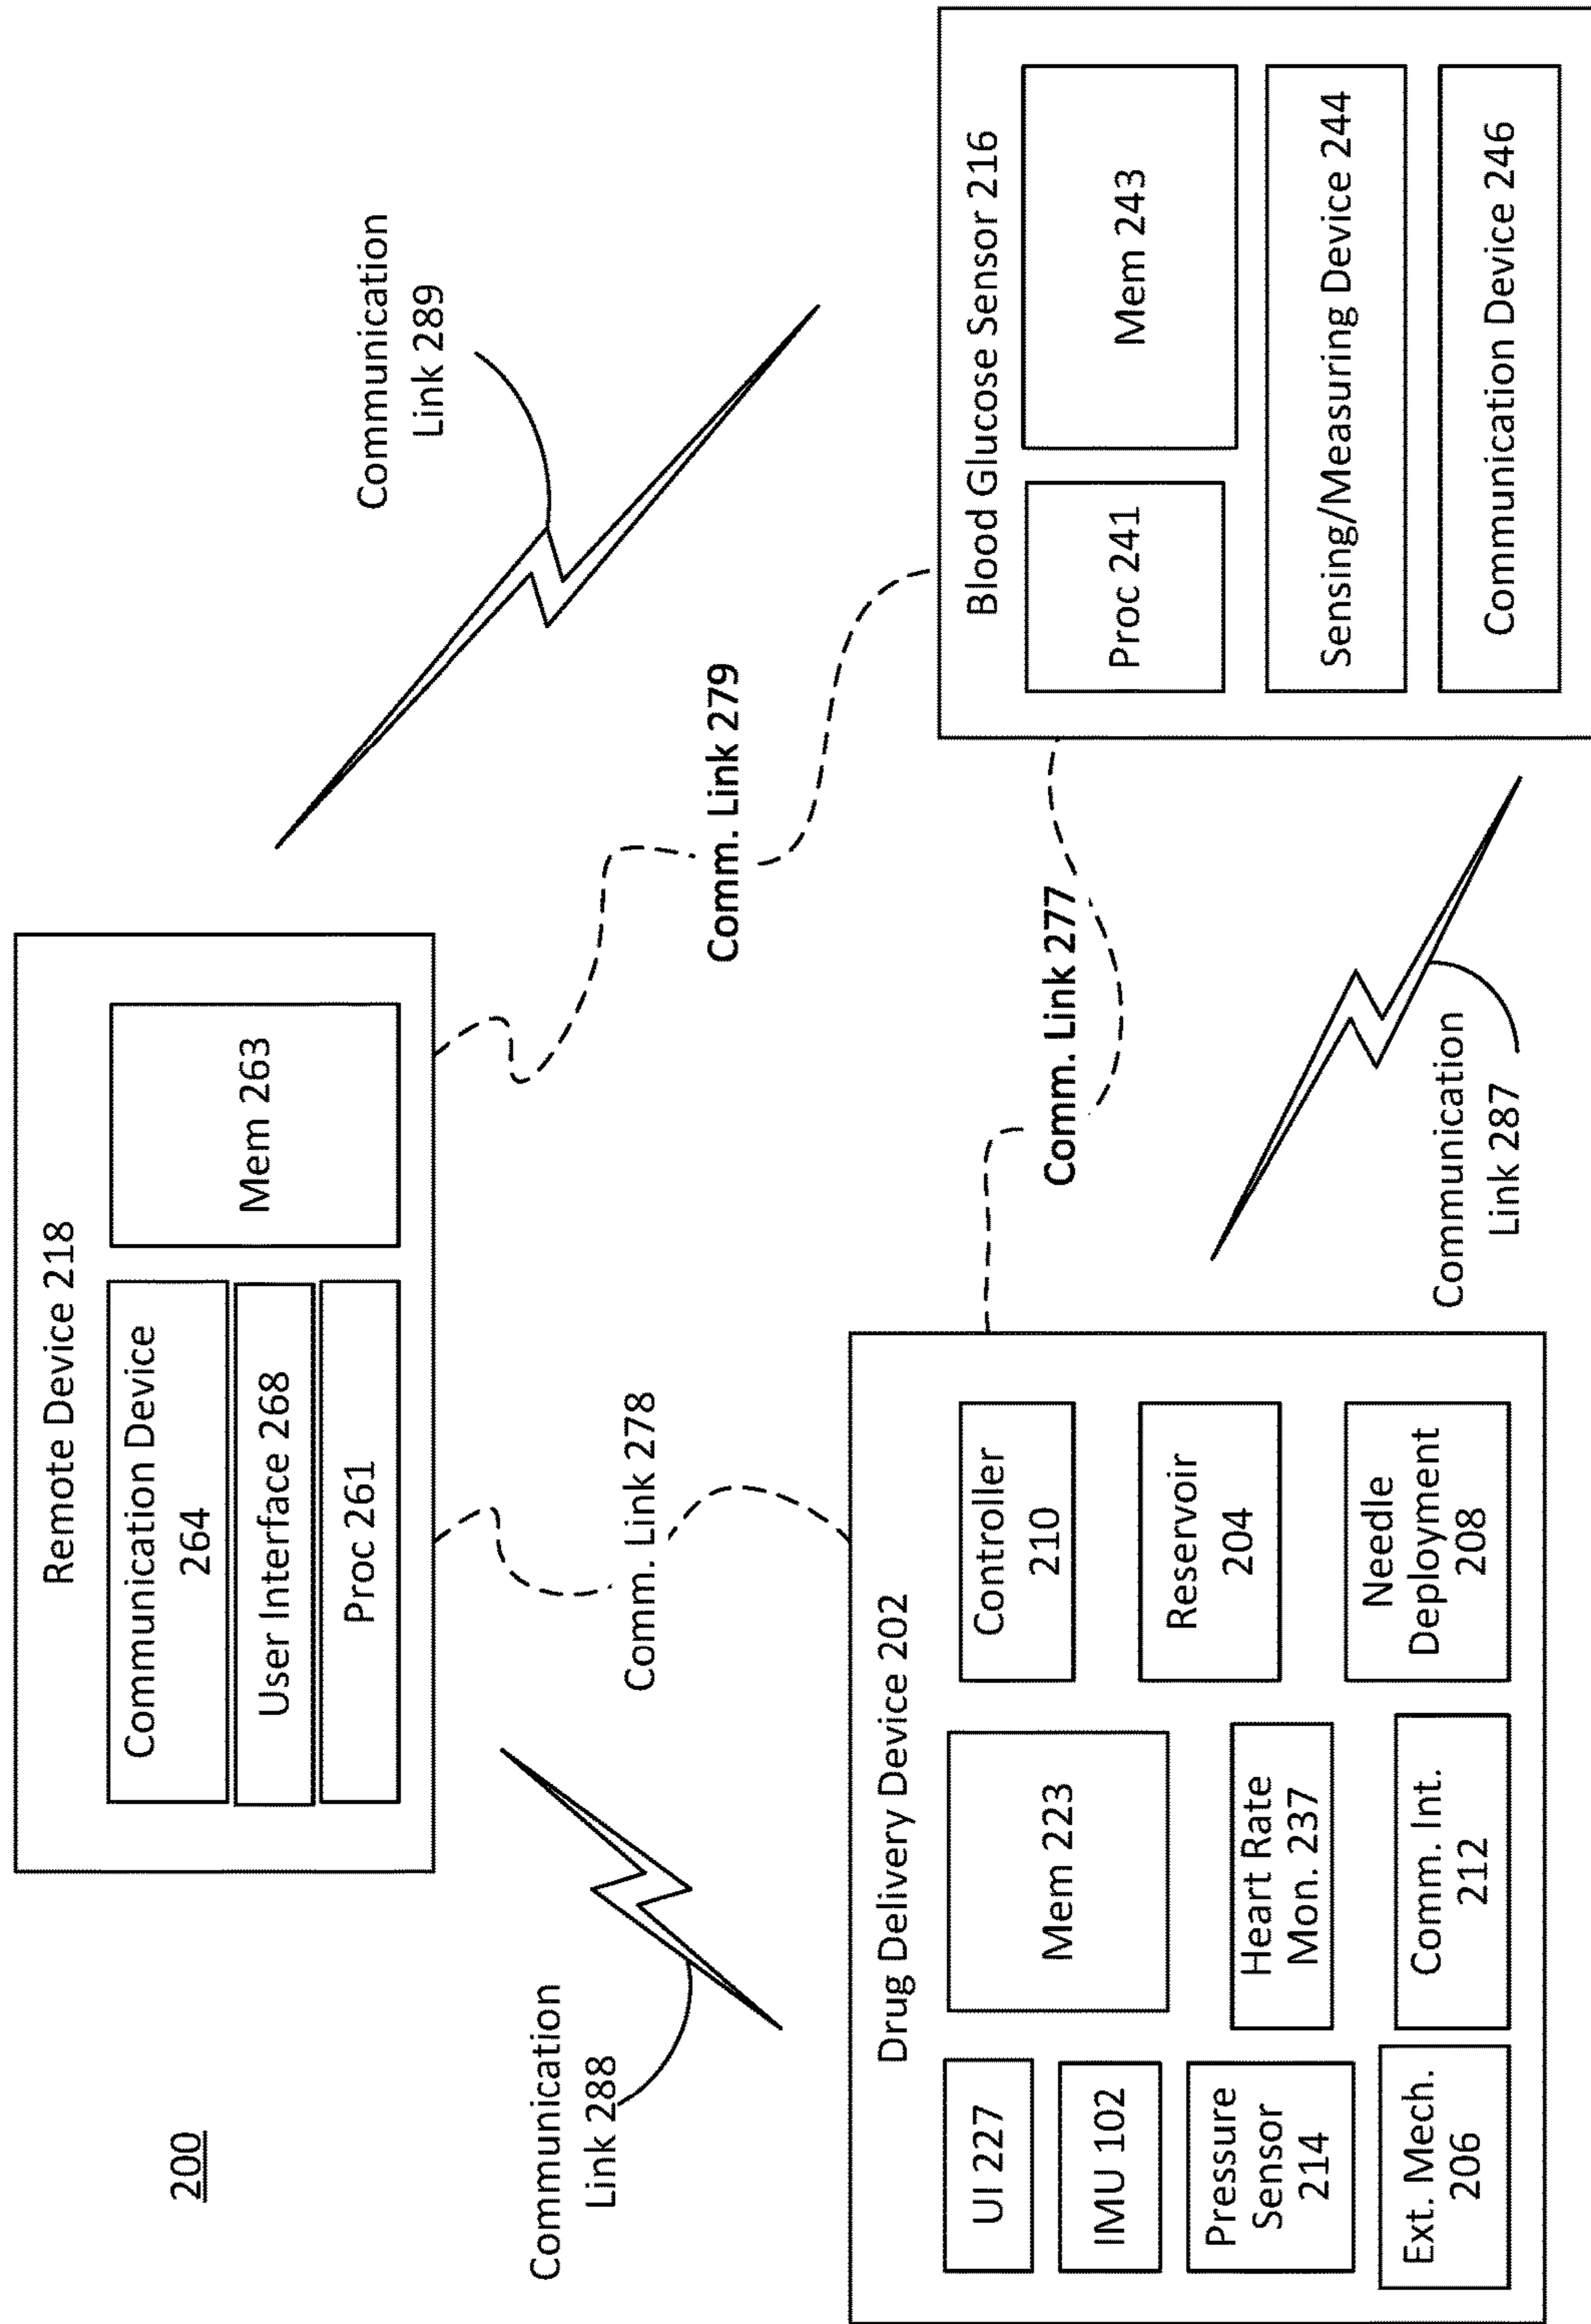 200
Remote Device 218
Communication Device
264
User Interface 268
Proc 261
Mem 263
Communication
Link 288
Comm. Link 278
Comm. Link 279
Communication
Link 289
Drug Delivery Device 202
UI 227
IMU 102
Pressure
Sensor
214
Ext. Mech.
206
Mem 223
Heart Rate
Mon. 237
Comm. Int.
212
Controller
210
Reservoir
204
Needle
Deployment
208
Comm. Link 277
Communication
Link 287
Blood Glucose Sensor 216
Proc 241
Mem 243
Sensing/Measuring Device 244
Communication Device 246